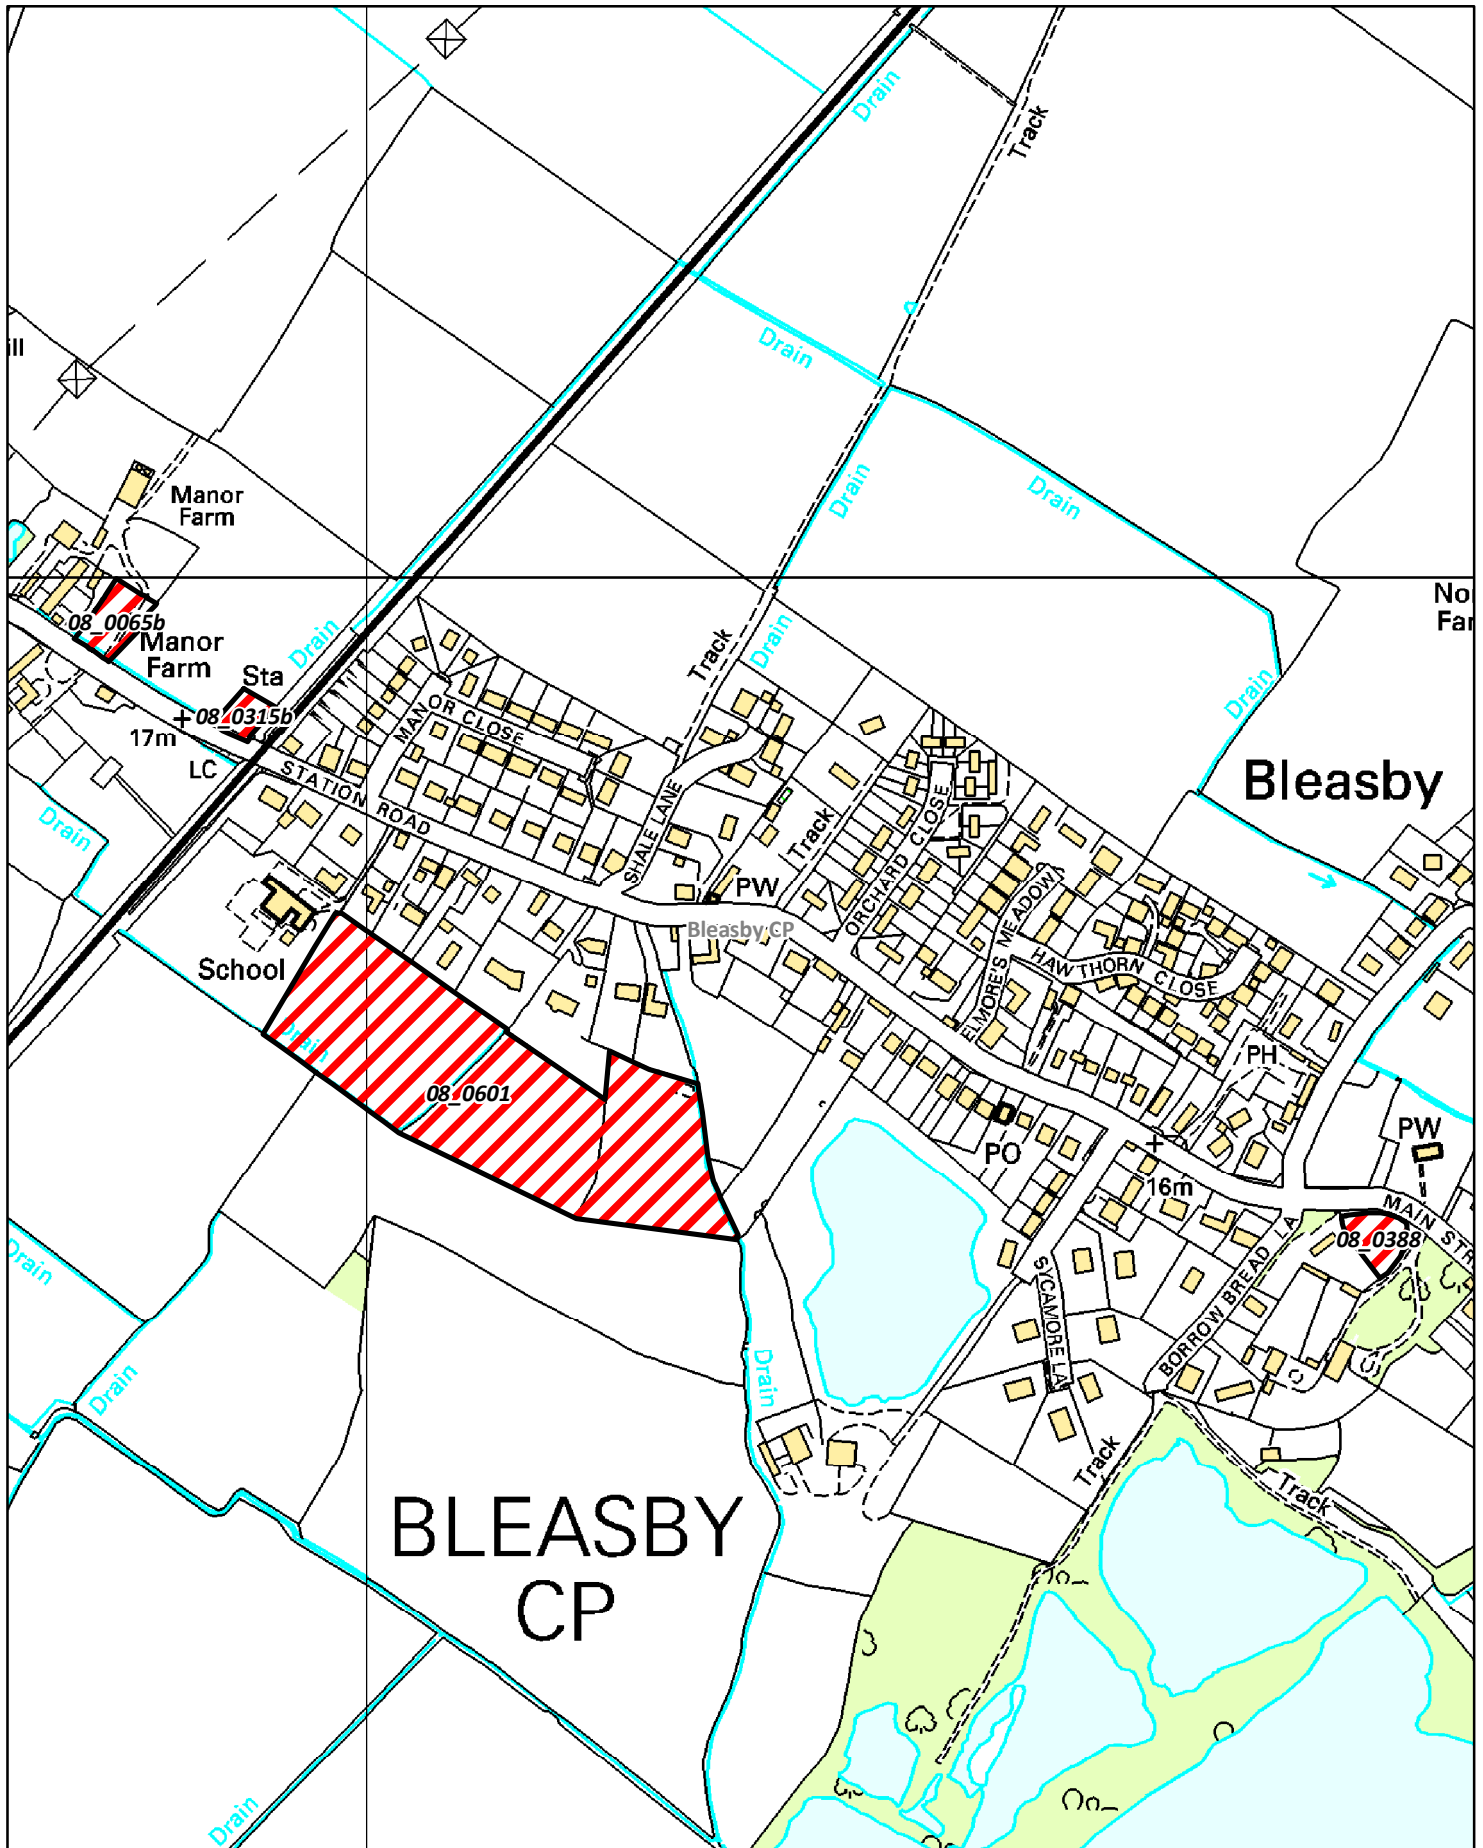 Drain
Track
Drain
ill
Manor
Farm
Drain
Drain
No
Far
08_0065b
Manor
Farm
Drain
Track
Drain
Sta
08_0315b
17m
LC
MANOR CLOSE
STATION ROAD
Drain
Bleasby
Drain
SHALE LANE
Track
ORCHARD CLOSE
PW
Bleasby CP
ELMORE'S MEADOW
HAWTHORN CLOSE
School
Drain
PH
08_0601
PO
PW
16m
MAIN STR
08_0388
Drain
SYCAMORE LA
BORROW BREAD LA
Drain
Drain
Track
Track
BLEASBY
CP
Drain